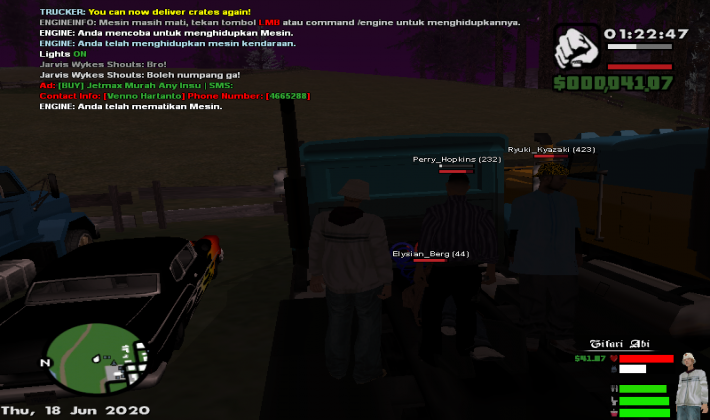 TRUCKER: You can now deliver crates again!
ENGINEINFO: Mesin masih mati, tekan tombol LMB atau command /engine untuk menghidupkannya.
ENGINE: Anda mencoba untuk menghidupkan Mesin.
ENGINE: Anda telah menghidupkan mesin kendaraan.
Lights ON
Jarvis Wykes Shouts: Bro!
Jarvis Wykes Shouts: Boleh numpang ga!
Ad: [BUY] Jetmax Murah Any Insu | SMS:
Contact Info: [Venno Hartanto] Phone Number: [4665288]
ENGINE: Anda telah mematikan Mesin.
01:22:47
$000,041,07
Ryuki_Kyazaki (423)
Perry_Hopkins (232)
Elysian_Berg (44)
Gifari Abi
$41.07
N
Thu, 18 Jun 2020